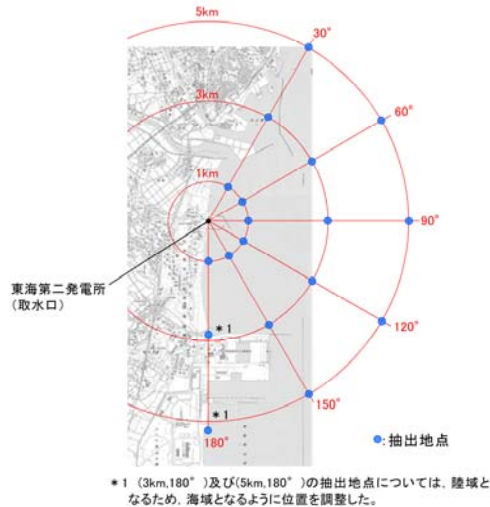 5km
30°
3km
60°
1km
90°
東海第二発電所
(取水口)
120°
*1
150°
*1
180°
●:抽出地点
*1 (3km,180°)及び(5km,180°)の抽出地点については、陸域と
なるため、海域となるように位置を調整した。